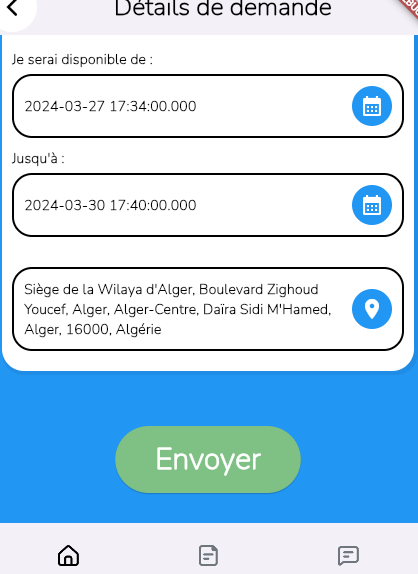 Détails de demande
Je serai disponible de :
2024-03-27 17:34:00.000
Jusqu'à :
2024-03-30 17:40:00.000
Siège de la Wilaya d'Alger, Boulevard Zighoud
Youcef, Alger, Alger-Centre, Daïra Sidi M'Hamed,
Alger, 16000, Algérie
Envoyer